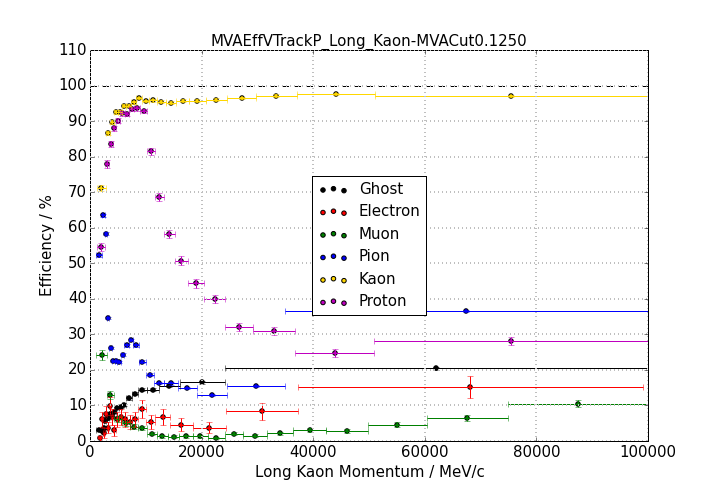 MVAEffVTrackP_Long_Kaon-MVACut0.1250
110
100
90
80
70
60
50
40
30
20
10
0
Efficiency / %
Ghost
Electron
Muon
Pion
Kaon
Proton
0 20000 40000 60000 80000 100000
Long Kaon Momentum / MeV/c